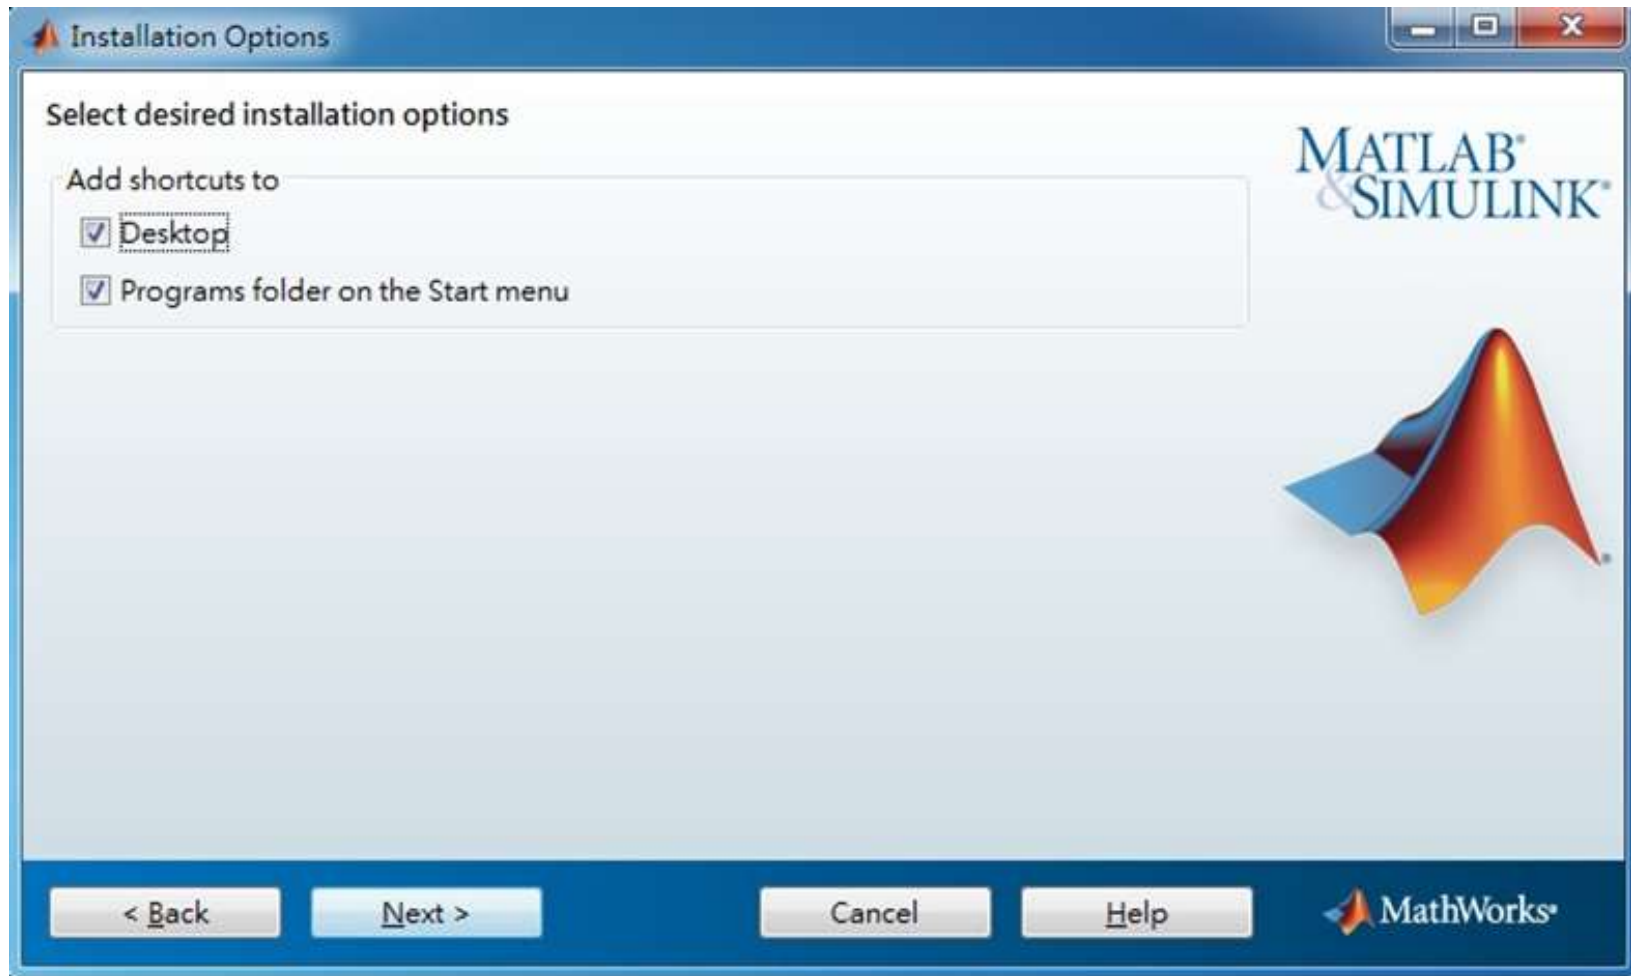 Installation Options
Select desired installation options
Add shortcuts to
Desktop
Programs folder on the Start menu
MATLAB®
&SIMULINK®
< Back
Next >
Cancel
Help
MathWorks®